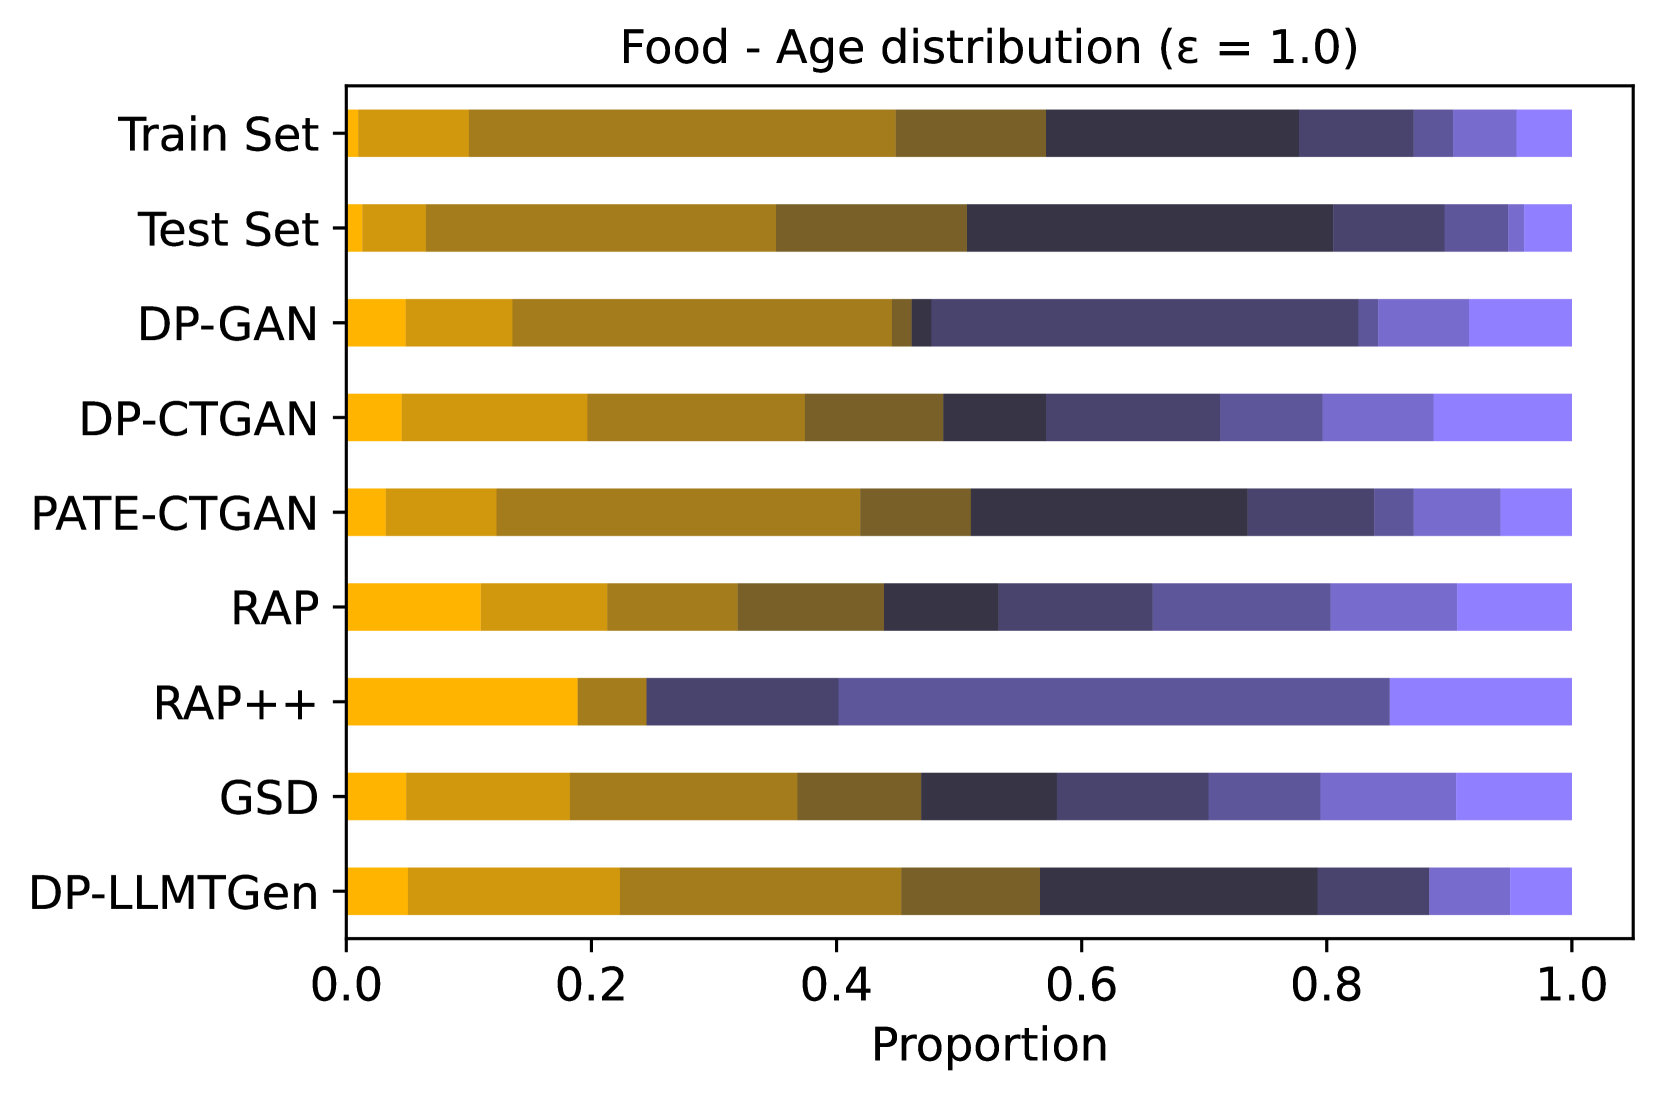 Food - Age distribution (ε = 1.0)
Train Set
Test Set
DP-GAN
DP-CTGAN
PATE-CTGAN
RAP
RAP++
GSD
DP-LLMTGen
0.0 0.2 0.4 0.6 0.8 1.0
Proportion